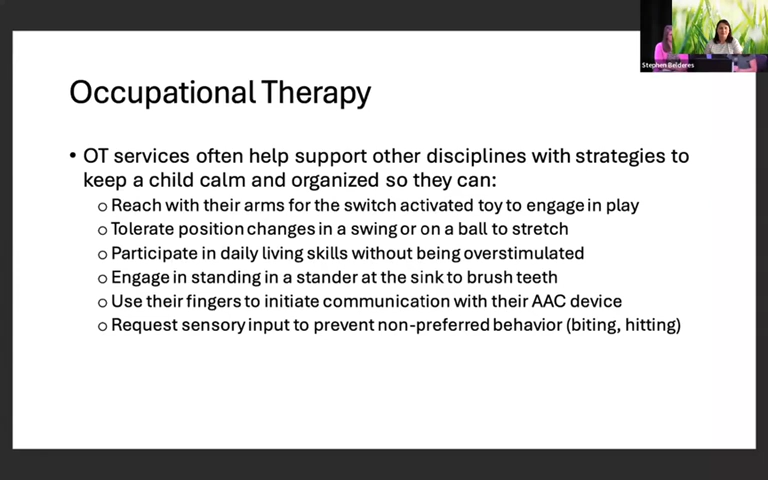 Stephen Belderes
Occupational Therapy
• OT services often help support other disciplines with strategies to
keep a child calm and organized so they can:
o Reach with their arms for the switch activated toy to engage in play
o Tolerate position changes in a swing or on a ball to stretch
o Participate in daily living skills without being overstimulated
o Engage in standing in a stander at the sink to brush teeth
o Use their fingers to initiate communication with their AAC device
o Request sensory input to prevent non-preferred behavior (biting, hitting)